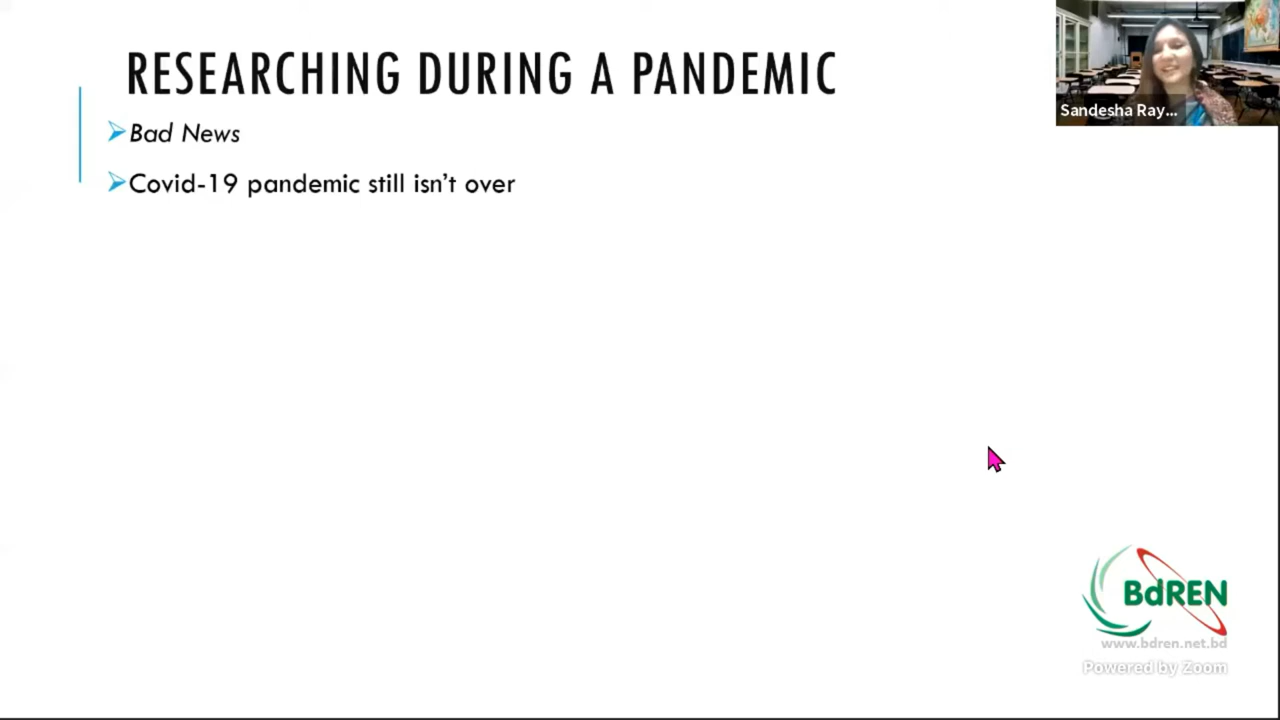 RESEARCHING DURING A PANDEMIC
Bad News
Covid-19 pandemic still isn't over
Sandesha Ray...
BdREN
www.bdren.net.bd
Powered by Zoom